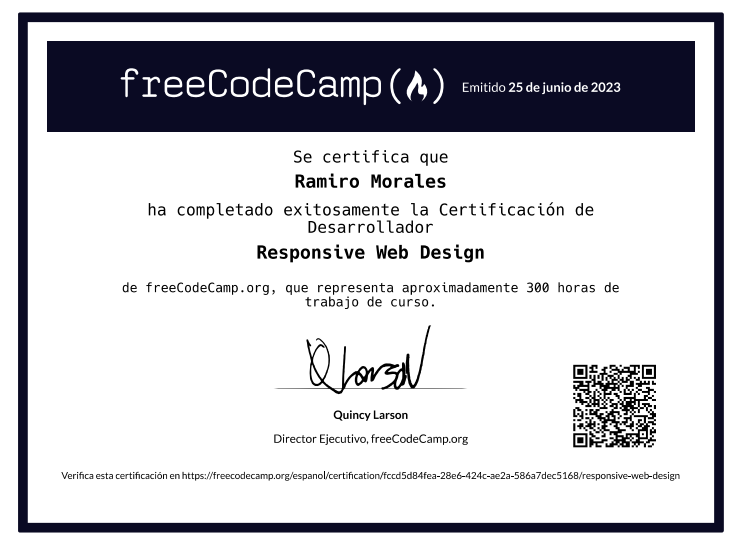 freeCodeCamp Emitido 25 de junio de 2023
Se certifica que
Ramiro Morales
ha completado exitosamente la Certificación de
Desarrollador
Responsive Web Design
de freeCodeCamp.org, que representa aproximadamente 300 horas de
trabajo de curso.
Q Larson
Quincy Larson
Director Ejecutivo, freeCodeCamp.org
Verifica esta certificación en https://freecodecamp.org/espanol/certification/fccd5d84fea-28e6-424c-ae2a-586a7dec5168/responsive-web-design